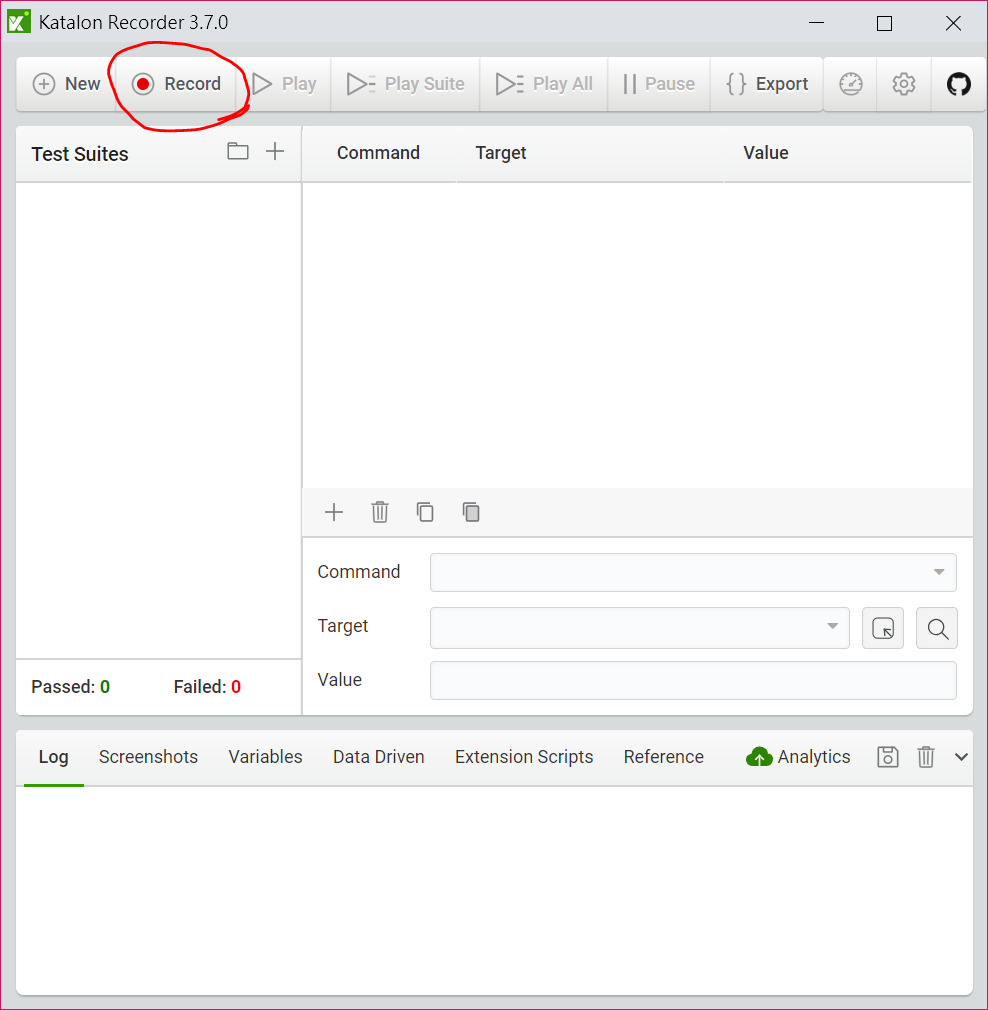 Katalon Recorder 3.7.0
New Record Play Play Suite Play All Pause Export
Test Suites Command Target Value
Command
Target
Value
Passed: 0 Failed: 0
Log Screenshots Variables Data Driven Extension Scripts Reference Analytics